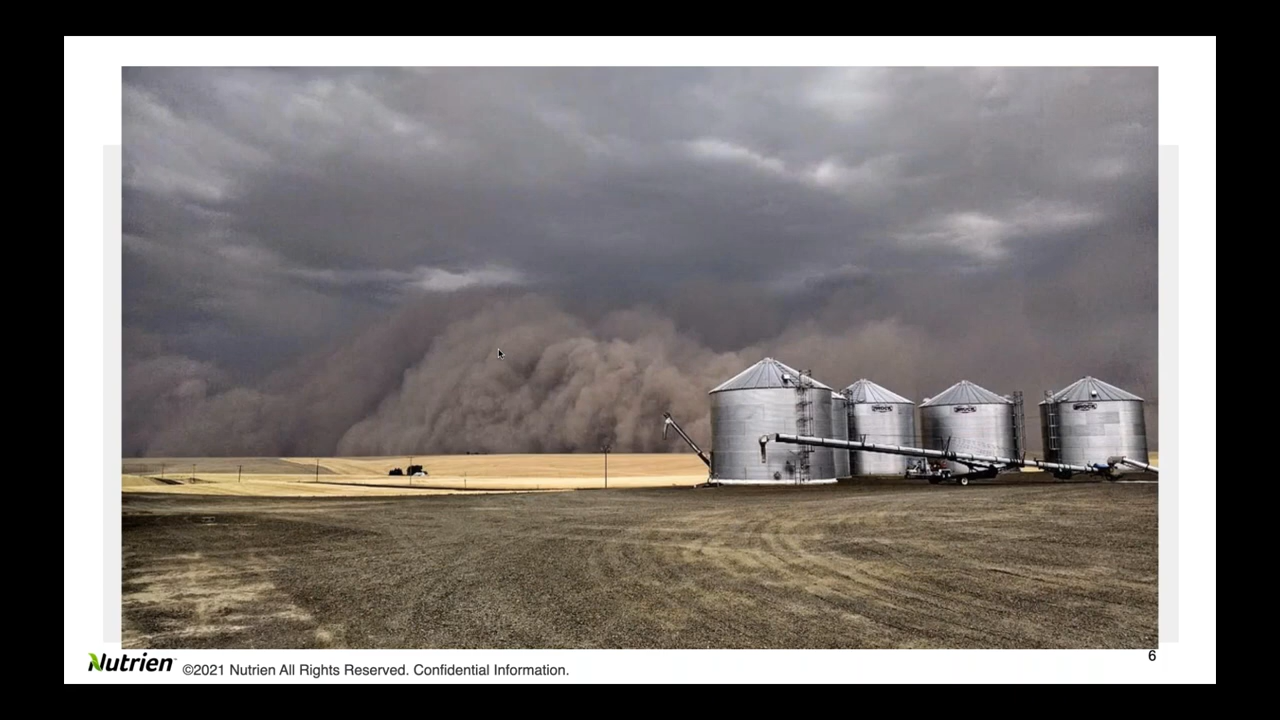 Nutrien
©2021 Nutrien All Rights Reserved. Confidential Information.
6